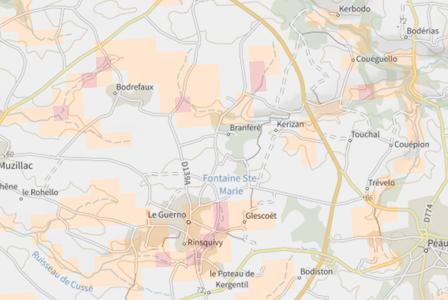 Kerbodo
Bodérias
Couëguello
Bodrefaux
Branféré
Kerizan
Touchal
Couëpion
Muzillac
D139A
Fontaine Ste-
Marie
Trévelo
le Rohello
Le Guerno
Glescoët
D774
Rinsquivy
Ruisseau de Cussé
le Poteau de
Kergentil
Bodiston